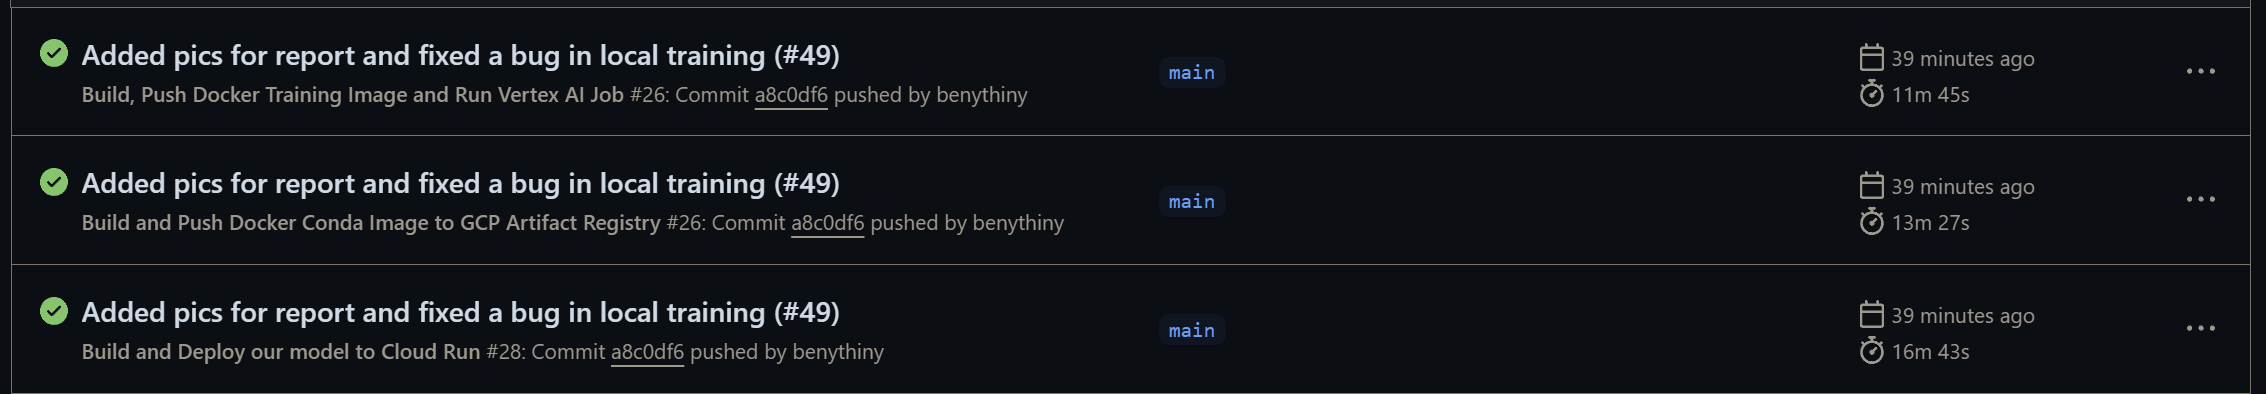 Added pics for report and fixed a bug in local training (#49)
Build, Push Docker Training Image and Run Vertex AI Job #26: Commit a8c0df6 pushed by benythiny
main
39 minutes ago
11m 45s
Added pics for report and fixed a bug in local training (#49)
Build and Push Docker Conda Image to GCP Artifact Registry #26: Commit a8c0df6 pushed by benythiny
main
39 minutes ago
13m 27s
Added pics for report and fixed a bug in local training (#49)
Build and Deploy our model to Cloud Run #28: Commit a8c0df6 pushed by benythiny
main
39 minutes ago
16m 43s